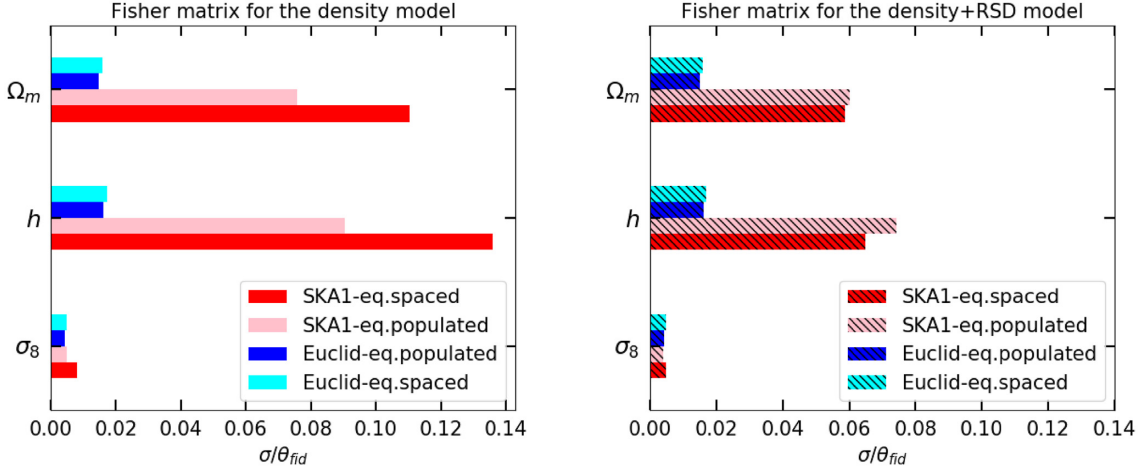 Fisher matrix for the density model
Ω_m
h
σ_8
SKA1-eq.spaced
SKA1-eq.populated
Euclid-eq.populated
Euclid-eq.spaced
0.00 0.02 0.04 0.06 0.08 0.10 0.12 0.14
σ/θ_fid
Fisher matrix for the density+RSD model
Ω_m
h
σ_8
SKA1-eq.spaced
SKA1-eq.populated
Euclid-eq.populated
Euclid-eq.spaced
0.00 0.02 0.04 0.06 0.08 0.10 0.12 0.14
σ/θ_fid